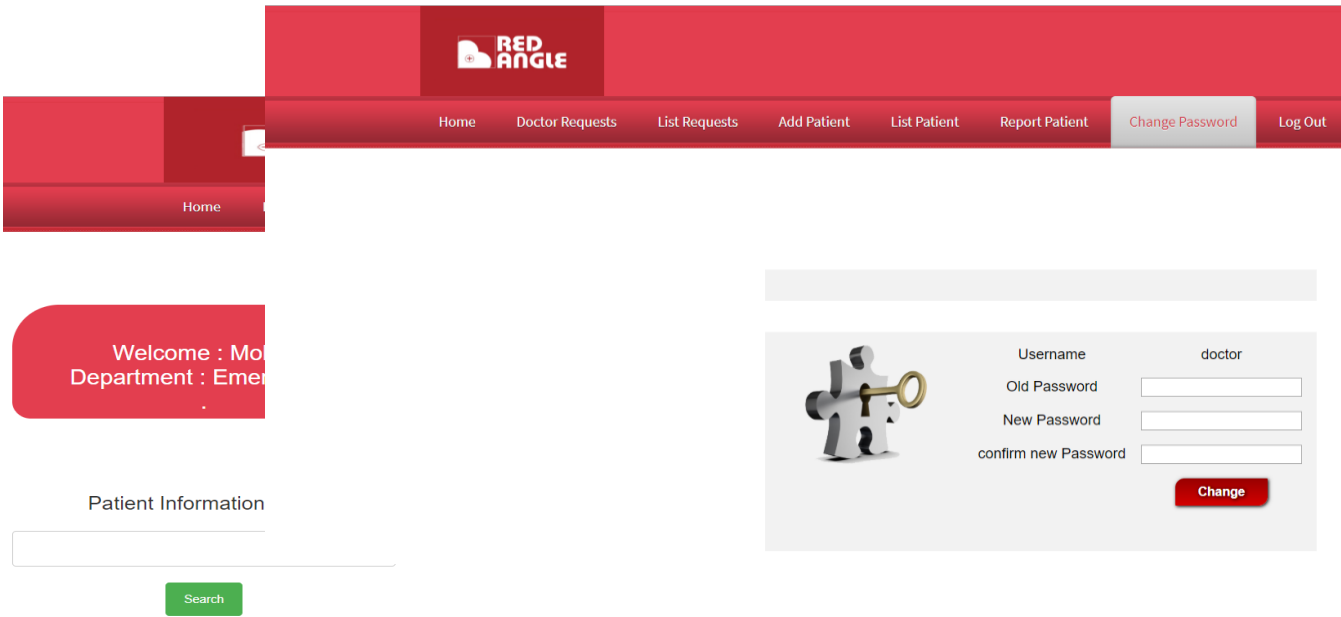 RED
ANGLE
Home Doctor Requests List Requests Add Patient List Patient Report Patient Change Password Log Out
Home
Welcome :
Department :
.
Patient Information
Search
Username doctor
Old Password
New Password
confirm new Password
Change